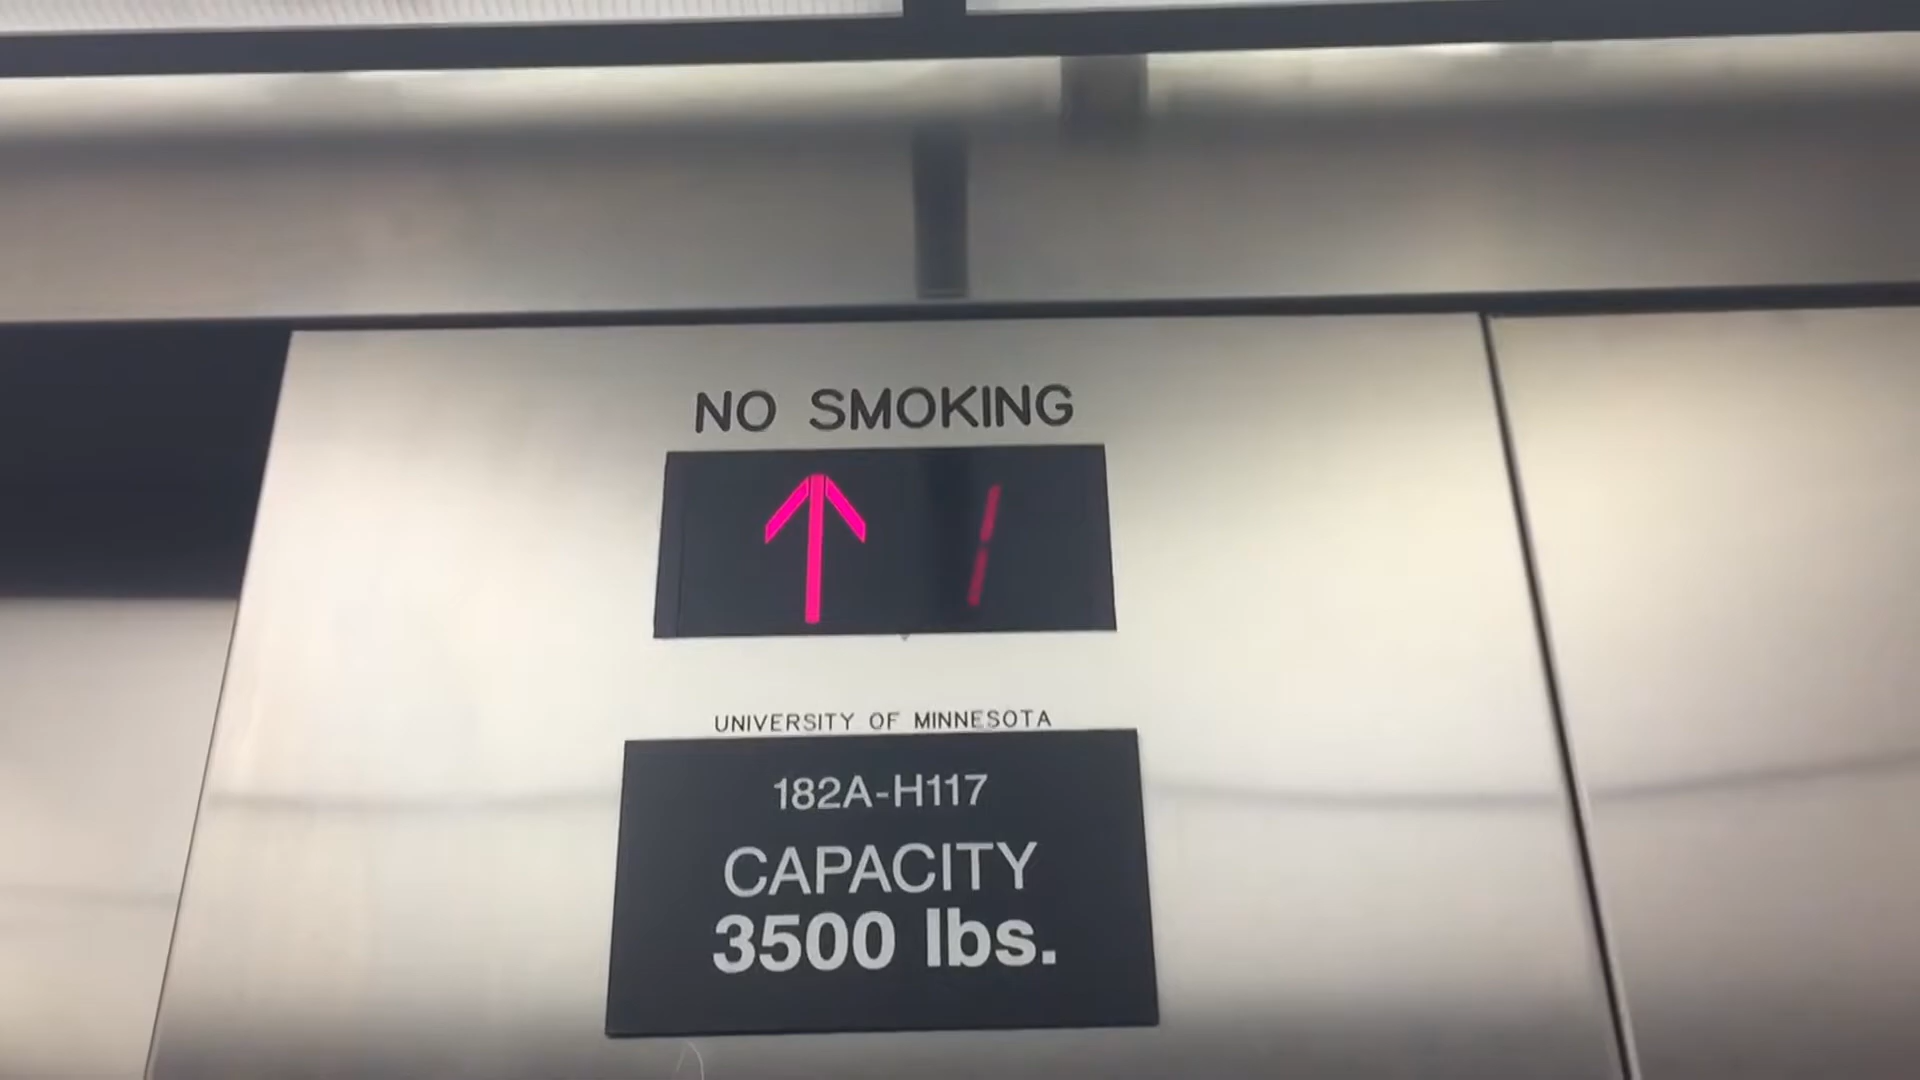 NO SMOKING
↑ 1
UNIVERSITY OF MINNESOTA
182A-H117
CAPACITY
3500 lbs.